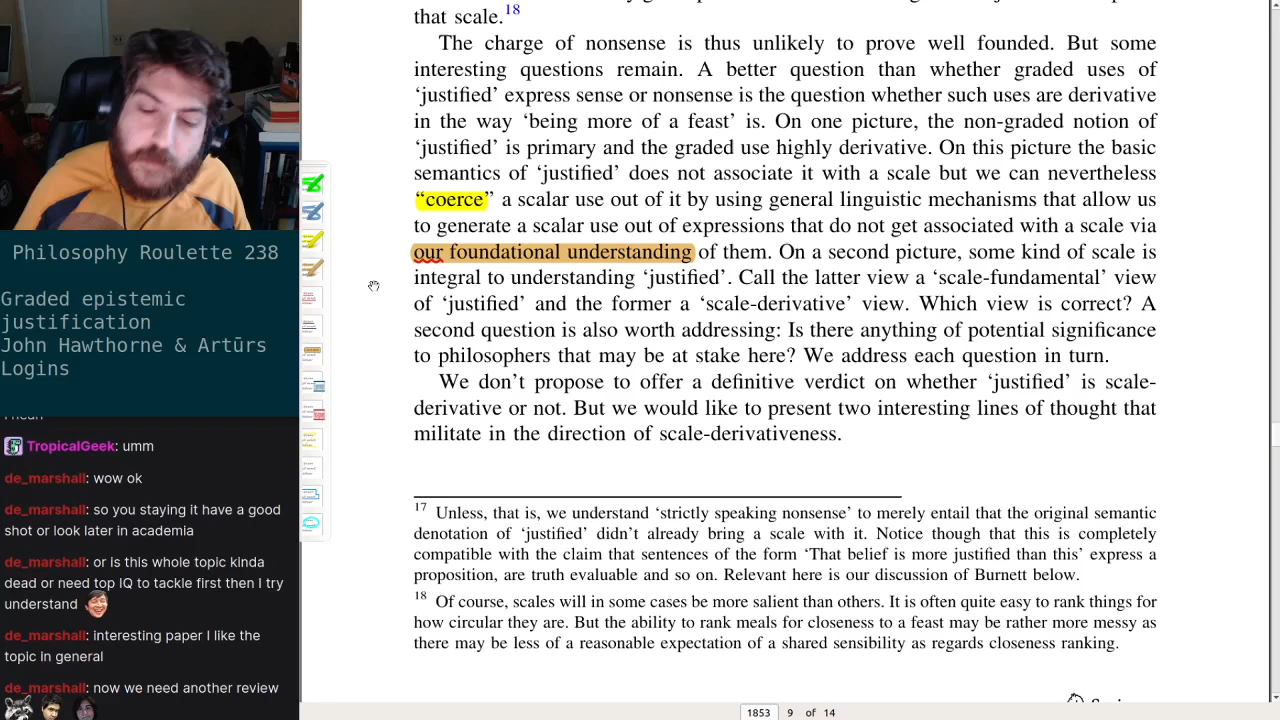 that scale.18
The charge of nonsense is thus unlikely to prove well founded. But some
interesting questions remain. A better question than whether graded uses of
‘justified’ express sense or nonsense is the question whether such uses are derivative
in the way ‘being more of a feast’ is. On one picture, the non-graded notion of
‘justified’ is primary and the graded use highly derivative. On this picture the basic
semantics of ‘justified’ does not associate it with a scale but we can nevertheless
“coerce” a scalar use out of it by using general linguistic mechanisms that allow us
to generate a scalar use out of expressions that do not get associated with a scale via
our foundational understanding of them. On a second picture, some kind of scale is
integral to understanding ‘justified’. Call the latter view a ‘scale-fundamental’ view
of ‘justified’ and the former a ‘scale-derivative’ view. Which view is correct? A
second question is also worth addressing: Is there anything of potential significance
to philosophers that may be at stake here? We address each question in turn.
We don’t propose to offer a definitive verdict on whether ‘justified’ is scale-
derivative or not. But we would like to present two interesting lines of thought that
militate in the direction of scale-derivativeness.
17 Unless, that is, we understand ‘strictly speaking nonsense’ to merely entail that the original semantic
denotation of ‘justified’ didn’t already bring a scale with it. Notice though that this is completely
compatible with the claim that sentences of the form ‘That belief is more justified than this’ express a
proposition, are truth evaluable and so on. Relevant here is our discussion of Burnett below.
18 Of course, scales will in some cases be more salient than others. It is often quite easy to rank things for
how circular they are. But the ability to rank meals for closeness to a feast may be rather more messy as
there may be less of a reasonable expectation of a shared sensibility as regards closeness ranking.
1853 9 of 14
Philosophy Roulette 238
Graded epistemic
justification
John Hawthorne & Artūrs
Logins
TropicalGeek: umm
de_marshall: wow ok
de_marshall: so you staying it have a good
shot or look later in academia
de_marshall: or is this whole topic kinda
dead or need top IQ to tackle first then I try
understand
de_marshall: interesting paper I like the
topic in general
de_marshall: now we need another review